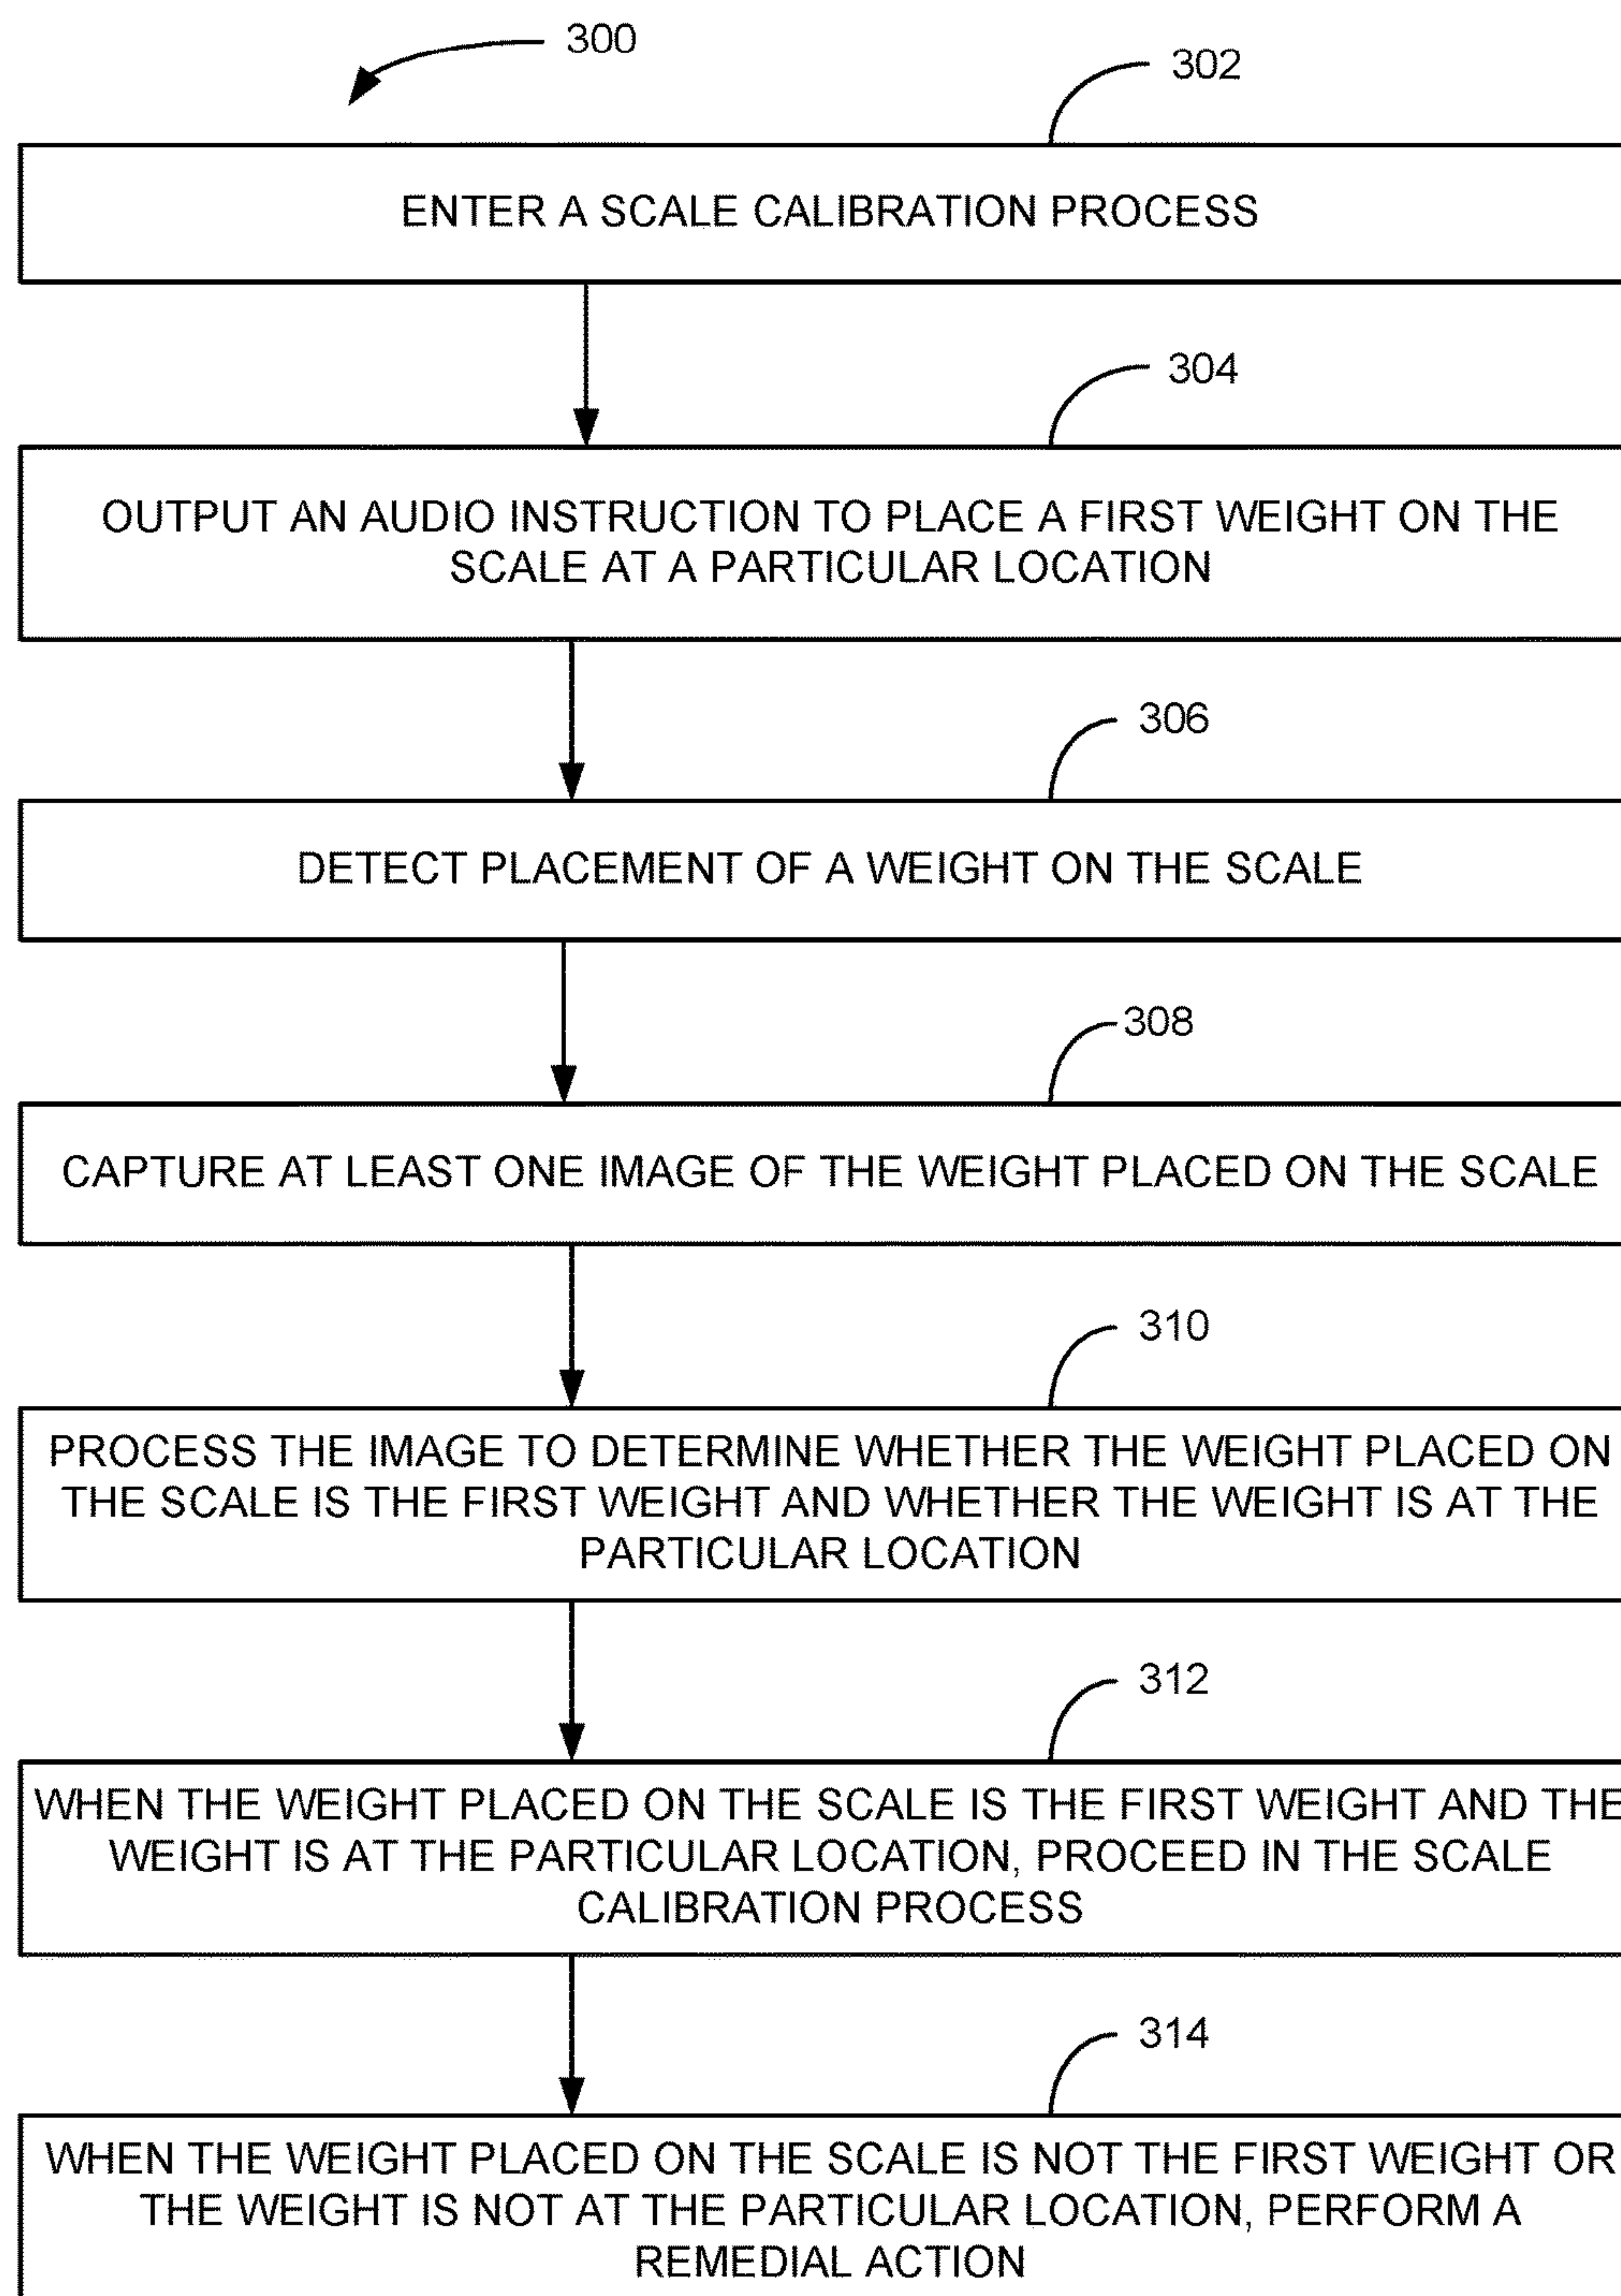 300
302
ENTER A SCALE CALIBRATION PROCESS
304
OUTPUT AN AUDIO INSTRUCTION TO PLACE A FIRST WEIGHT ON THE
SCALE AT A PARTICULAR LOCATION
306
DETECT PLACEMENT OF A WEIGHT ON THE SCALE
308
CAPTURE AT LEAST ONE IMAGE OF THE WEIGHT PLACED ON THE SCALE
310
PROCESS THE IMAGE TO DETERMINE WHETHER THE WEIGHT PLACED ON
THE SCALE IS THE FIRST WEIGHT AND WHETHER THE WEIGHT IS AT THE
PARTICULAR LOCATION
312
WHEN THE WEIGHT PLACED ON THE SCALE IS THE FIRST WEIGHT AND THE
WEIGHT IS AT THE PARTICULAR LOCATION, PROCEED IN THE SCALE
CALIBRATION PROCESS
314
WHEN THE WEIGHT PLACED ON THE SCALE IS NOT THE FIRST WEIGHT OR
THE WEIGHT IS NOT AT THE PARTICULAR LOCATION, PERFORM A
REMEDIAL ACTION